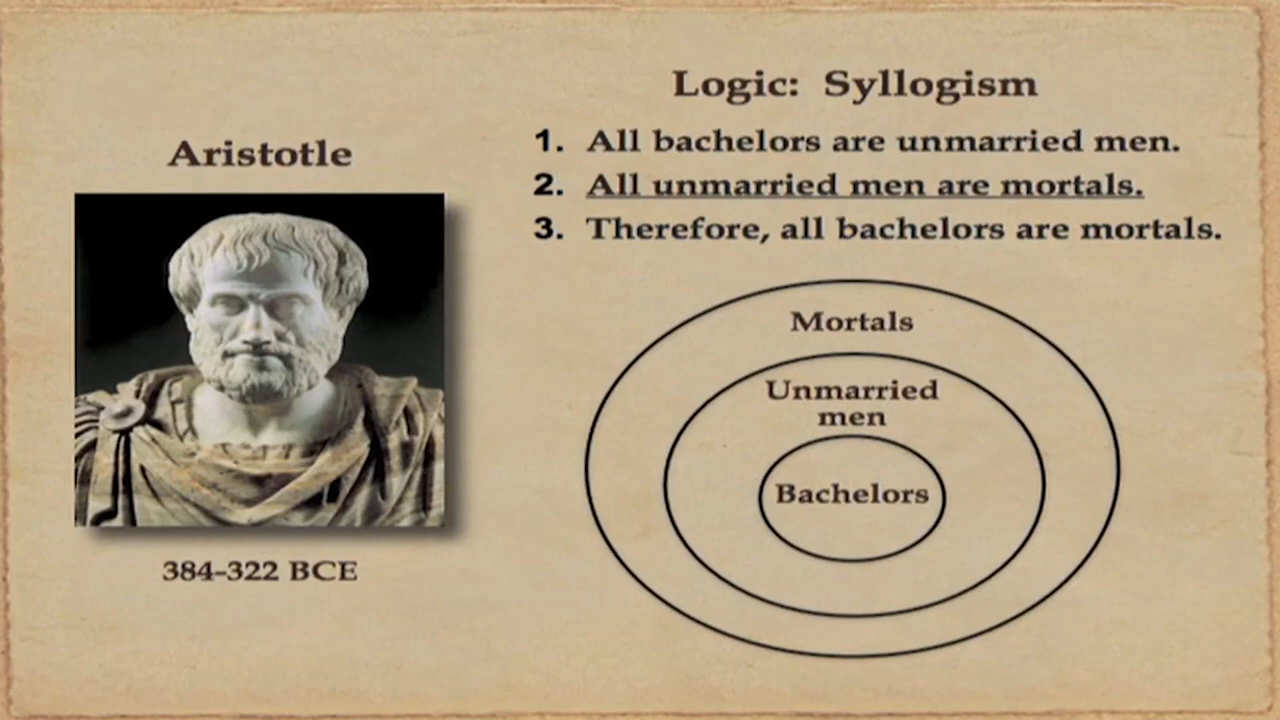 Logic: Syllogism
Aristotle
1. All bachelors are unmarried men.
2. All unmarried men are mortals.
3. Therefore, all bachelors are mortals.
Mortals
Unmarried
men
Bachelors
384–322 BCE